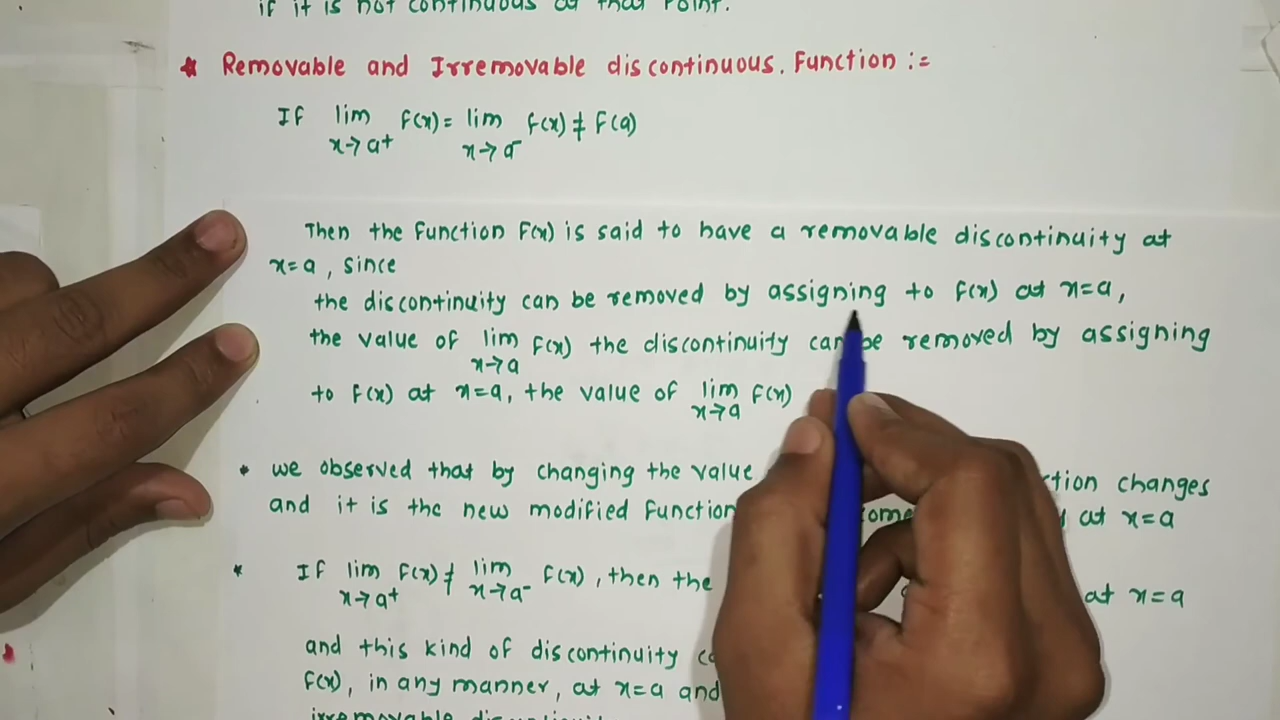 if it is not continuous at that point.
* Removable and Irremovable discontinuous. Function :=
If lim x→a⁺ f(x) = lim x→a⁻ f(x) ≠ f(a)
Then the function f(x) is said to have a removable discontinuity at
x=a, since
the discontinuity can be removed by assigning to f(x) at x=a,
the value of lim x→a f(x) the discontinuity can be removed by assigning
to f(x) at x=a, the value of lim x→a f(x)
* we observed that by changing the value changes
and it is the new modified function at x=a
* If lim x→a⁺ f(x) ≠ lim x→a⁻ f(x), then the at x=a
and this kind of discontinuity
f(x), in any manner, at x=a and
irremovable discontinuity